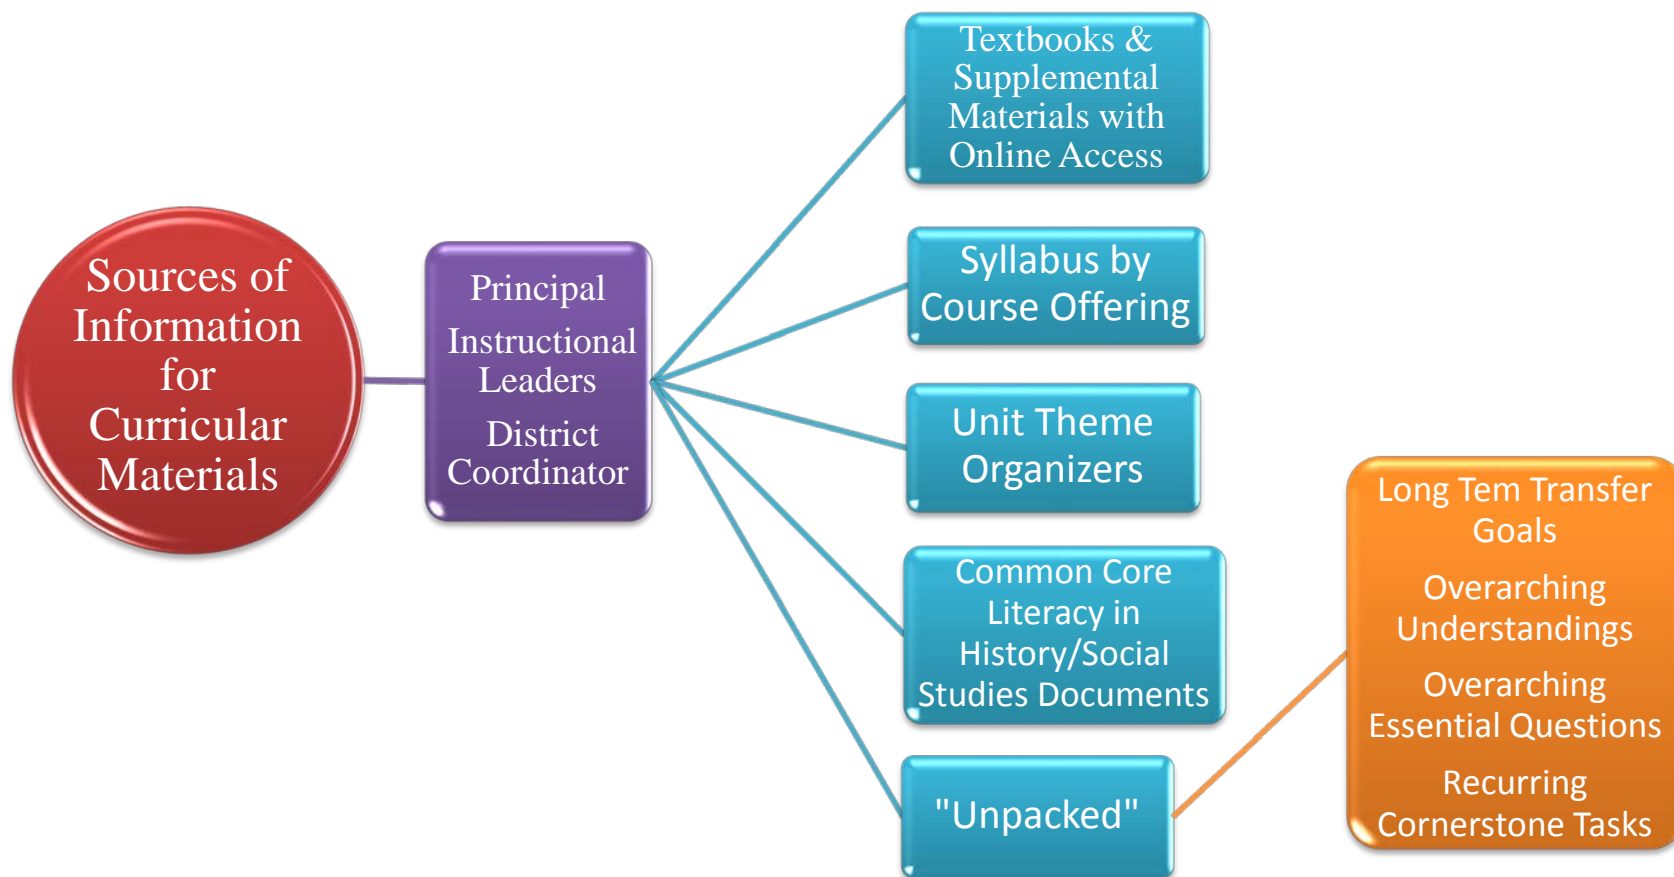 Sources of
Information
for
Curricular
Materials
Principal
Instructional
Leaders
District
Coordinator
Textbooks &
Supplemental
Materials with
Online Access
Syllabus by
Course Offering
Unit Theme
Organizers
Common Core
Literacy in
History/Social
Studies Documents
"Unpacked"
Long Tem Transfer
Goals
Overarching
Understandings
Overarching
Essential Questions
Recurring
Cornerstone Tasks